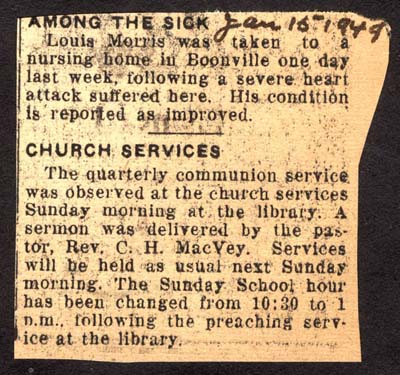 AMONG THE SICK Jan 15 1949
Louis Morris was taken to a
nursing home in Boonville one day
last week, following a severe heart
attack suffered here. His condition
is reported as improved.
CHURCH SERVICES
The quarterly communion service
was observed at the church services
Sunday morning at the library. A
sermon was delivered by the pas-
tor, Rev. C. H. MacVey. Services
will be held as usual next Sunday
morning. The Sunday School hour
has been changed from 10:30 to 1
p.m., following the preaching serv-
ice at the library.